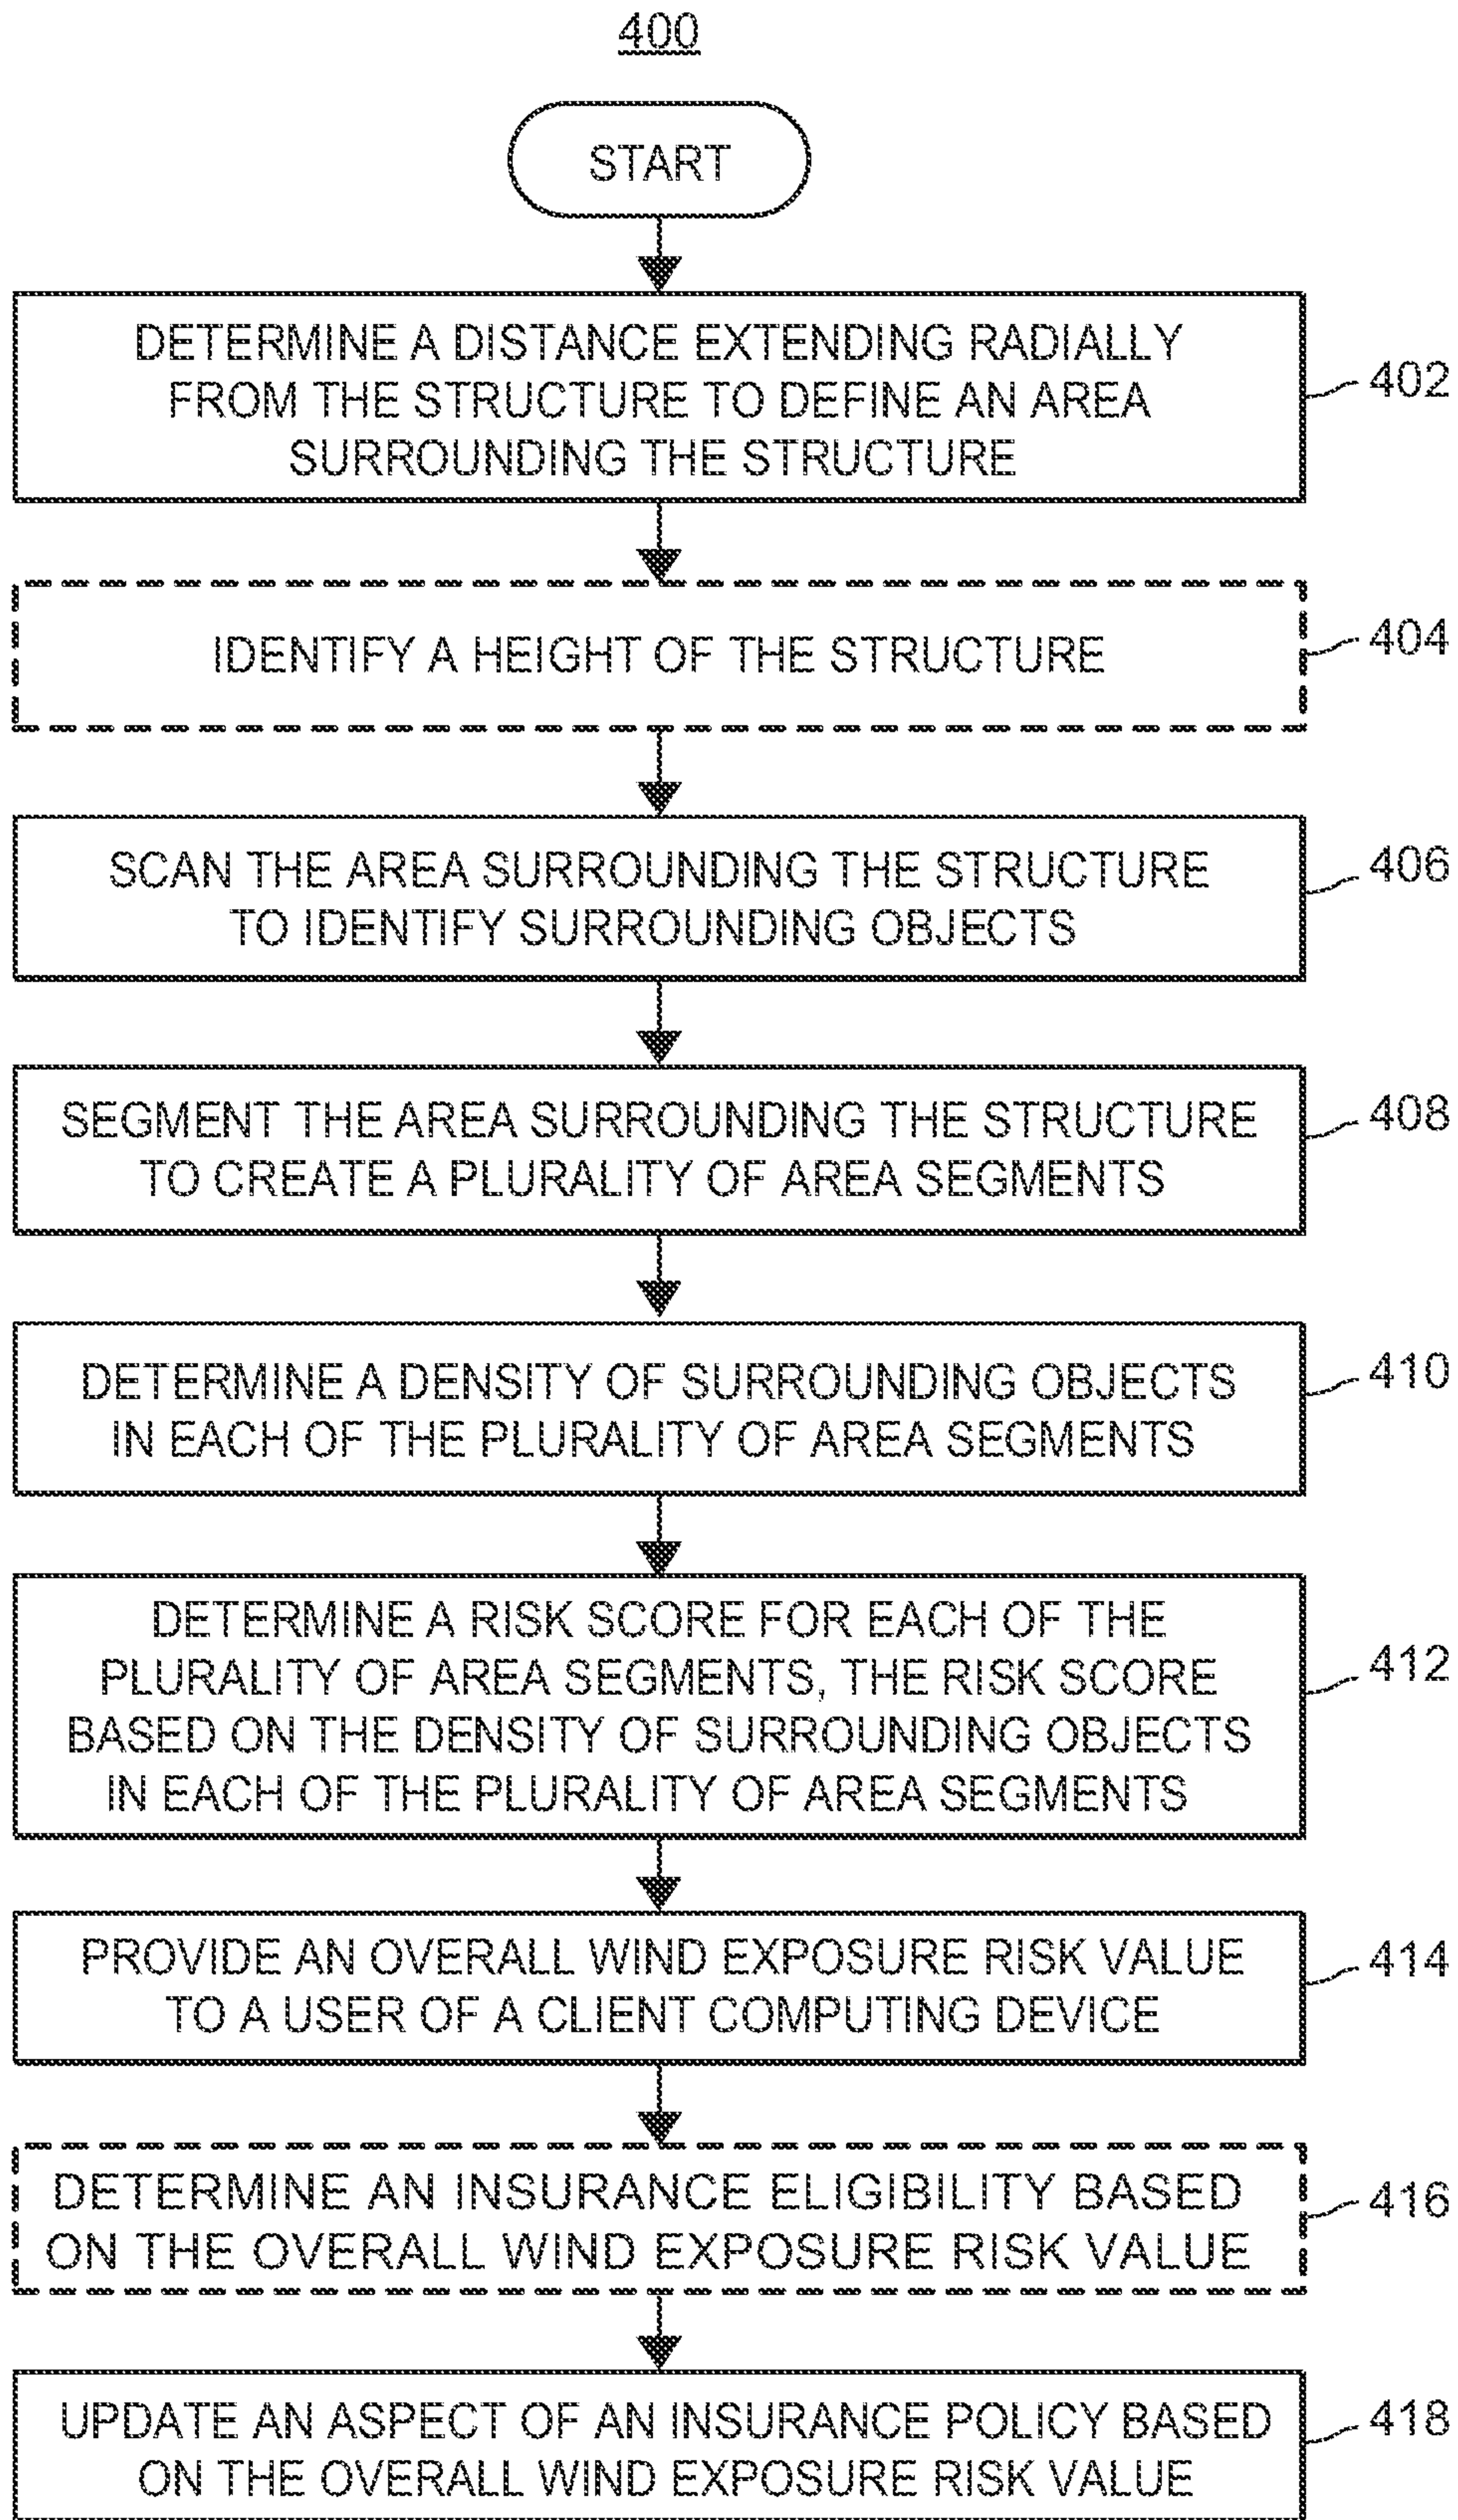 400
START
DETERMINE A DISTANCE EXTENDING RADIALLY
FROM THE STRUCTURE TO DEFINE AN AREA
SURROUNDING THE STRUCTURE
402
IDENTIFY A HEIGHT OF THE STRUCTURE
404
SCAN THE AREA SURROUNDING THE STRUCTURE
TO IDENTIFY SURROUNDING OBJECTS
406
SEGMENT THE AREA SURROUNDING THE STRUCTURE
TO CREATE A PLURALITY OF AREA SEGMENTS
408
DETERMINE A DENSITY OF SURROUNDING OBJECTS
IN EACH OF THE PLURALITY OF AREA SEGMENTS
410
DETERMINE A RISK SCORE FOR EACH OF THE
PLURALITY OF AREA SEGMENTS, THE RISK SCORE
BASED ON THE DENSITY OF SURROUNDING OBJECTS
IN EACH OF THE PLURALITY OF AREA SEGMENTS
412
PROVIDE AN OVERALL WIND EXPOSURE RISK VALUE
TO A USER OF A CLIENT COMPUTING DEVICE
414
DETERMINE AN INSURANCE ELIGIBILITY BASED
ON THE OVERALL WIND EXPOSURE RISK VALUE
416
UPDATE AN ASPECT OF AN INSURANCE POLICY BASED
ON THE OVERALL WIND EXPOSURE RISK VALUE
418